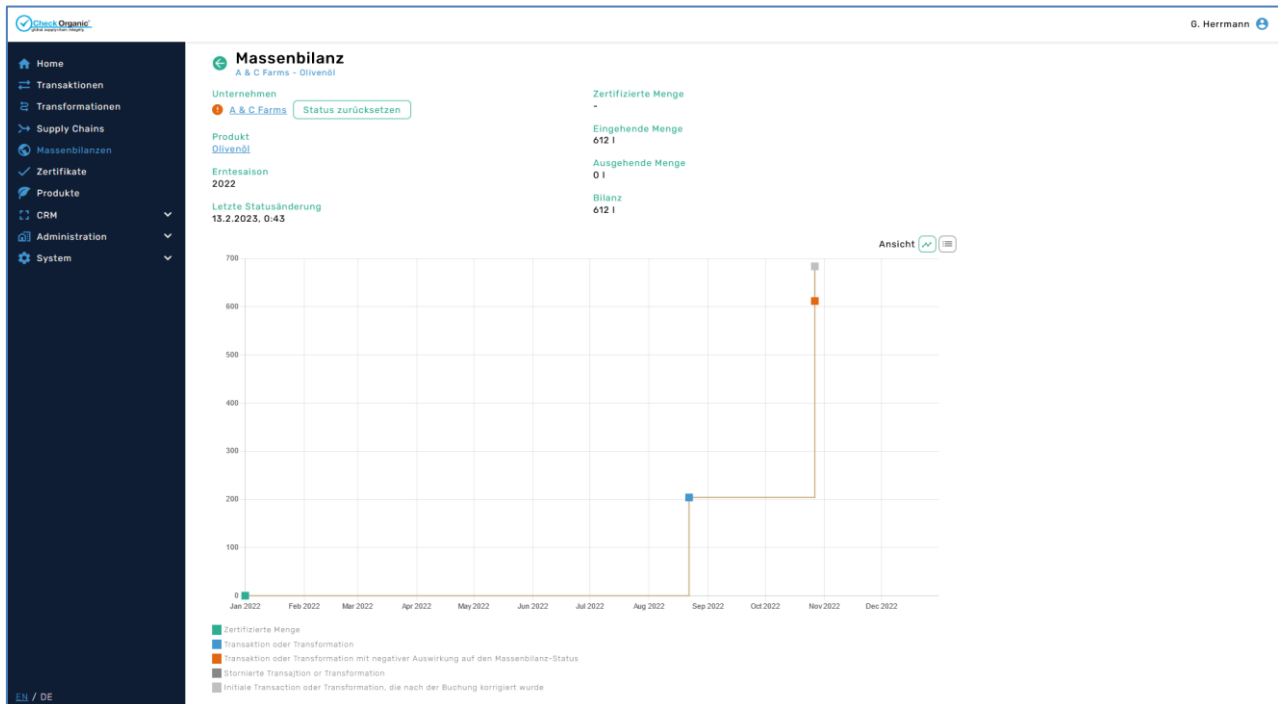 Check Organic
global supply chain integrity
G. Herrmann
Home
Transaktionen
Transformationen
Supply Chains
Massenbilanzen
Zertifikate
Produkte
CRM
Administration
System
EN / DE
Massenbilanz
A & C Farms - Olivenöl
Unternehmen
A & C Farms
Status zurücksetzen
Produkt
Olivenöl
Erntesaison
2022
Letzte Statusänderung
13.2.2023, 0:43
Zertifizierte Menge
-
Eingehende Menge
612 l
Ausgehende Menge
0 l
Bilanz
612 l
Ansicht
700
600
500
400
300
200
100
0
Jan 2022 Feb 2022 Mar 2022 Apr 2022 May 2022 Jun 2022 Jul 2022 Aug 2022 Sep 2022 Oct 2022 Nov 2022 Dec 2022
Zertifizierte Menge
Transaktion oder Transformation
Transaktion oder Transformation mit negativer Auswirkung auf den Massenbilanz-Status
Stornierte Transajtion or Transformation
Initiale Transaction oder Transformation, die nach der Buchung korrigiert wurde